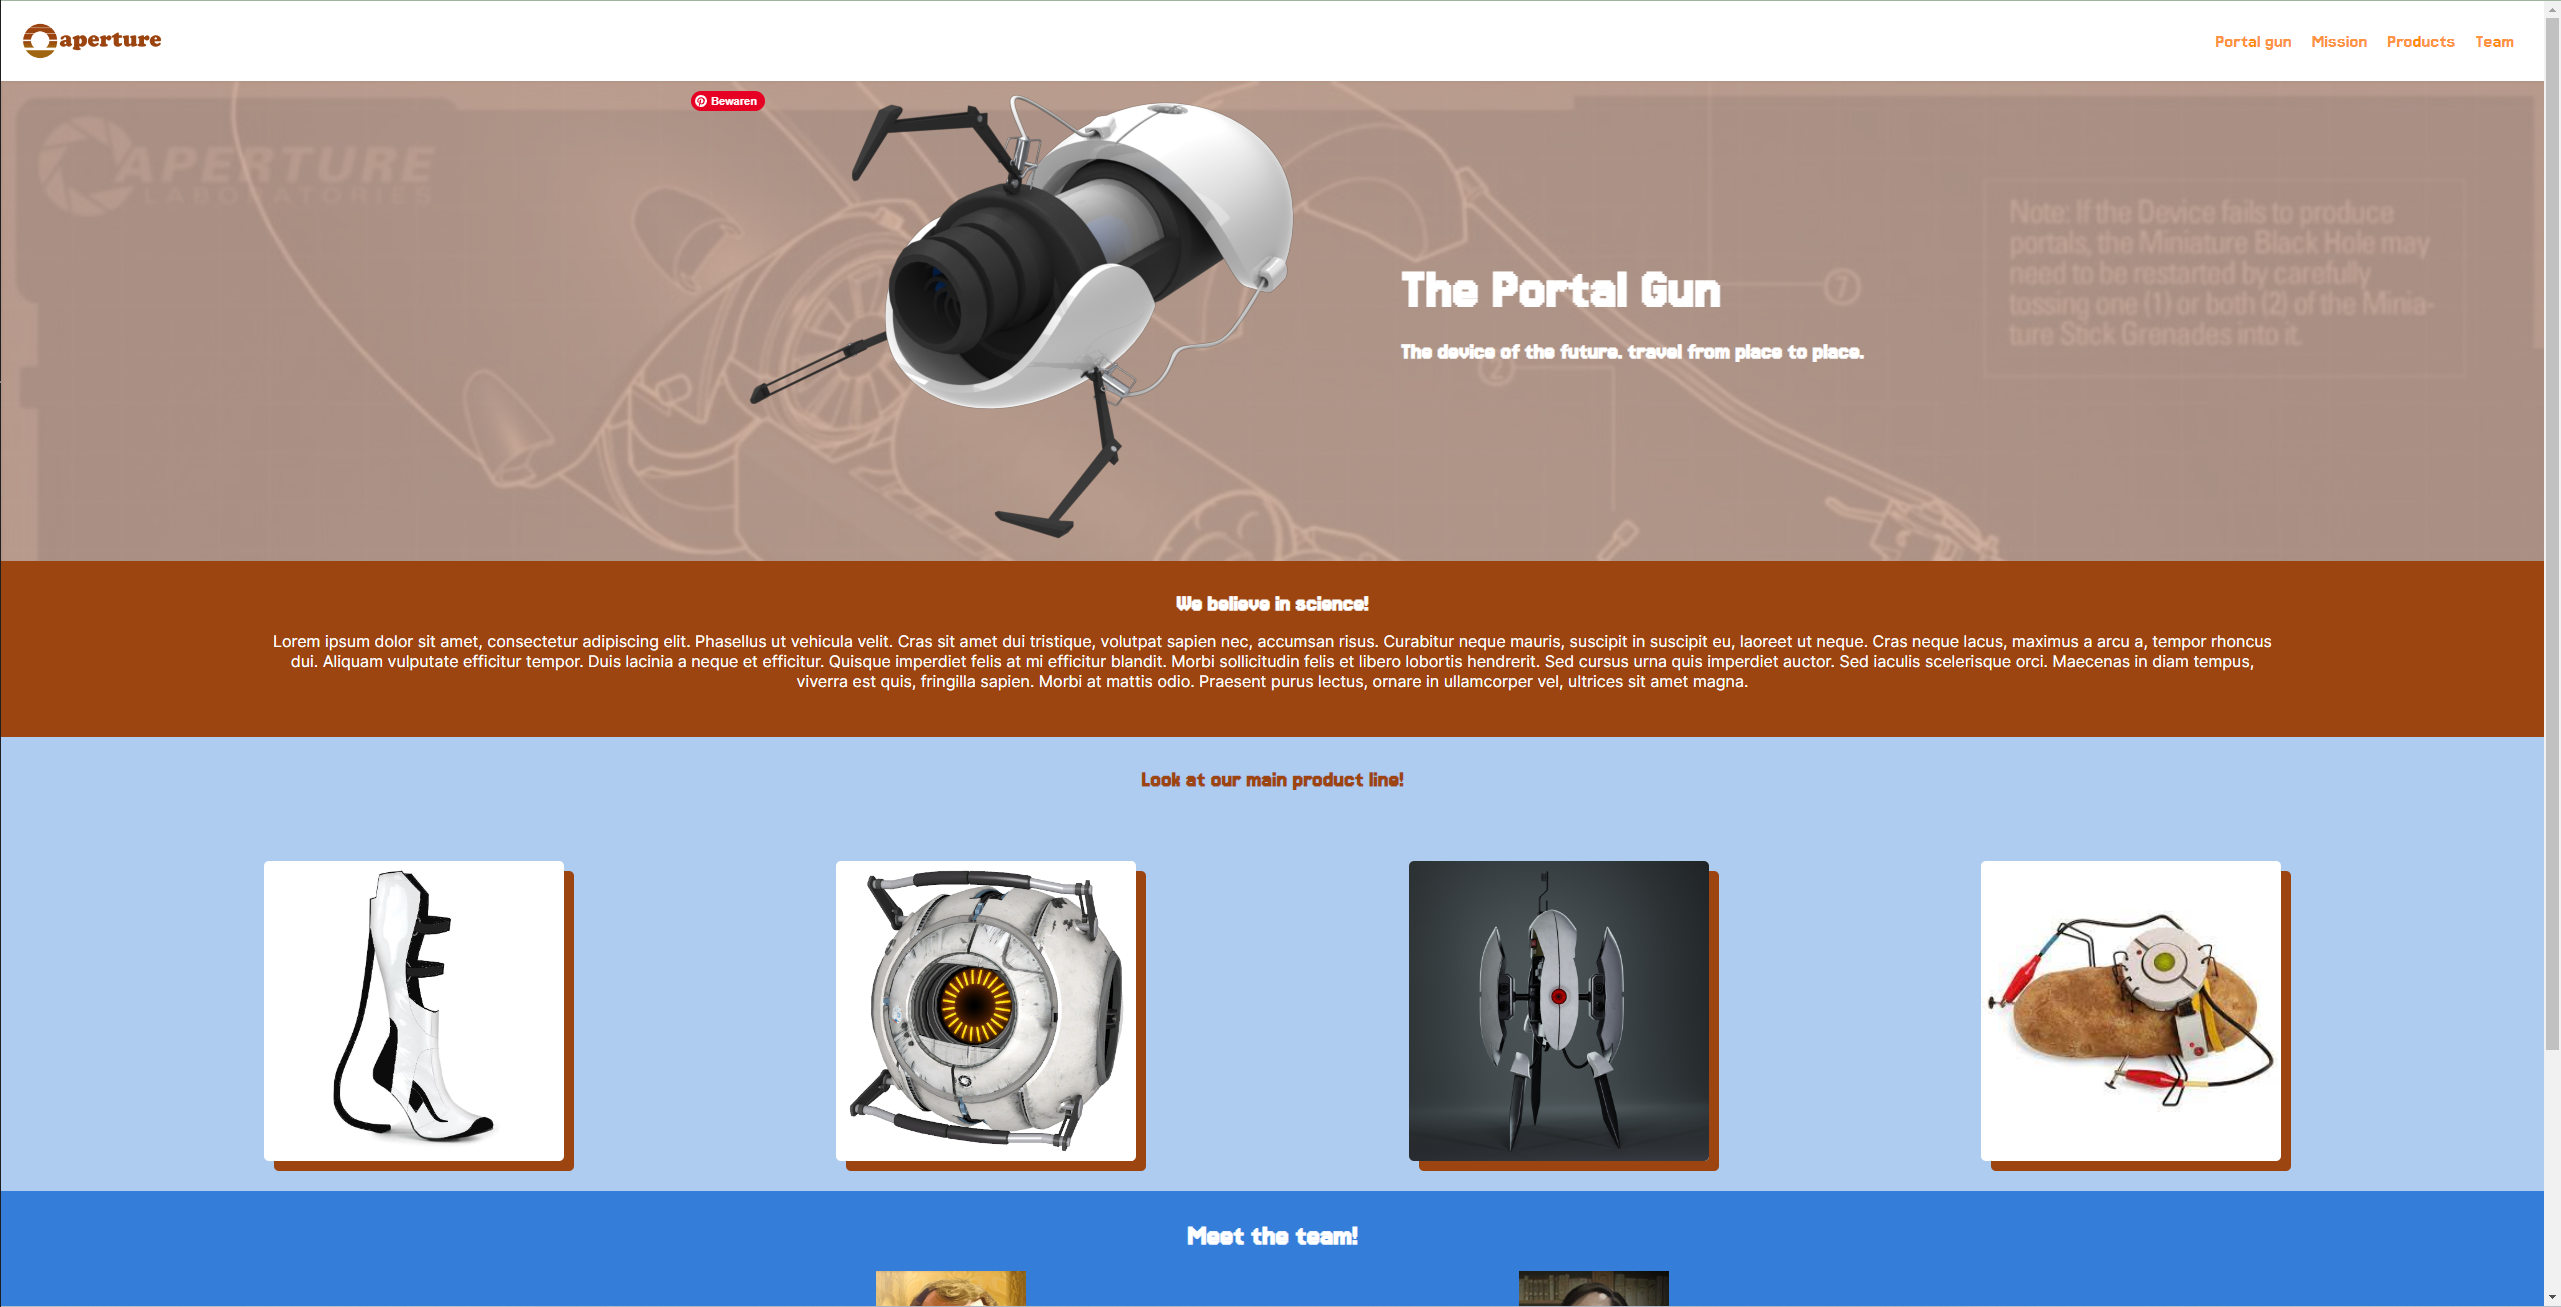 aperture
Portal gun Mission Products Team
Bewaren
APERTURE
LABORATORIES
Note: If the Device fails to produce
portals, the Miniature Black Hole may
need to be restarted by carefully
tossing one (1) or both (2) of the Minia-
ture Stick Grenades into it.
7
The Portal Gun
The device of the future. travel from place to place.
2
We believe in science!
Lorem ipsum dolor sit amet, consectetur adipiscing elit. Phasellus ut vehicula velit. Cras sit amet dui tristique, volutpat sapien nec, accumsan risus. Curabitur neque mauris, suscipit in suscipit eu, laoreet ut neque. Cras neque lacus, maximus a arcu a, tempor rhoncus
dui. Aliquam vulputate efficitur tempor. Duis lacinia a neque et efficitur. Quisque imperdiet felis at mi efficitur blandit. Morbi sollicitudin felis et libero lobortis hendrerit. Sed cursus urna quis imperdiet auctor. Sed iaculis scelerisque orci. Maecenas in diam tempus,
viverra est quis, fringilla sapien. Morbi at mattis odio. Praesent purus lectus, ornare in ullamcorper vel, ultrices sit amet magna.
Look at our main product line!
Meet the team!